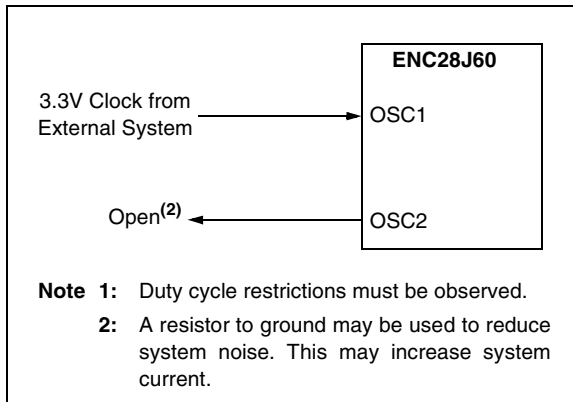 ENC28J60
3.3V Clock from
External System
OSC1
Open(2)
OSC2
Note 1: Duty cycle restrictions must be observed.
2: A resistor to ground may be used to reduce
system noise. This may increase system
current.